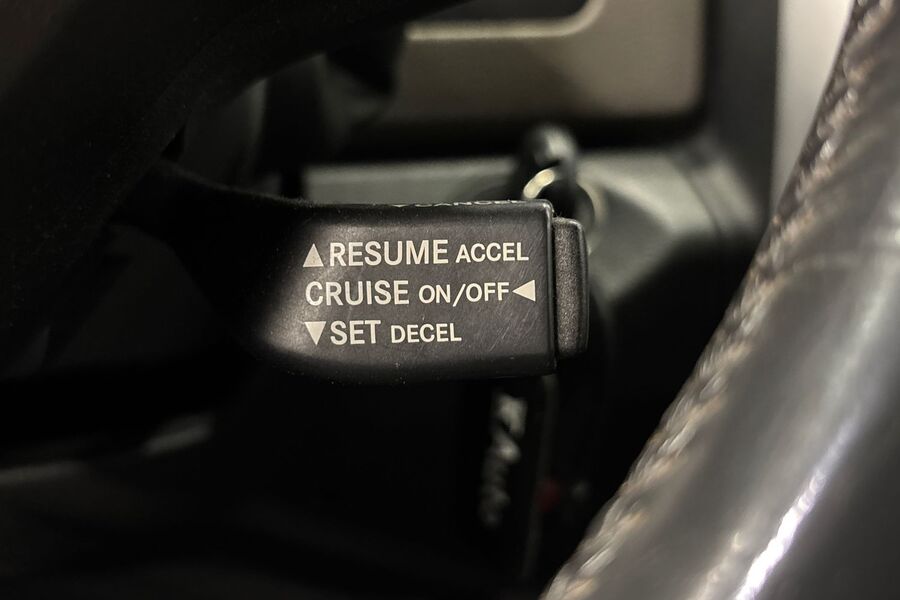 ▲RESUME ACCEL
CRUISE ON/OFF◀
▼SET DECEL